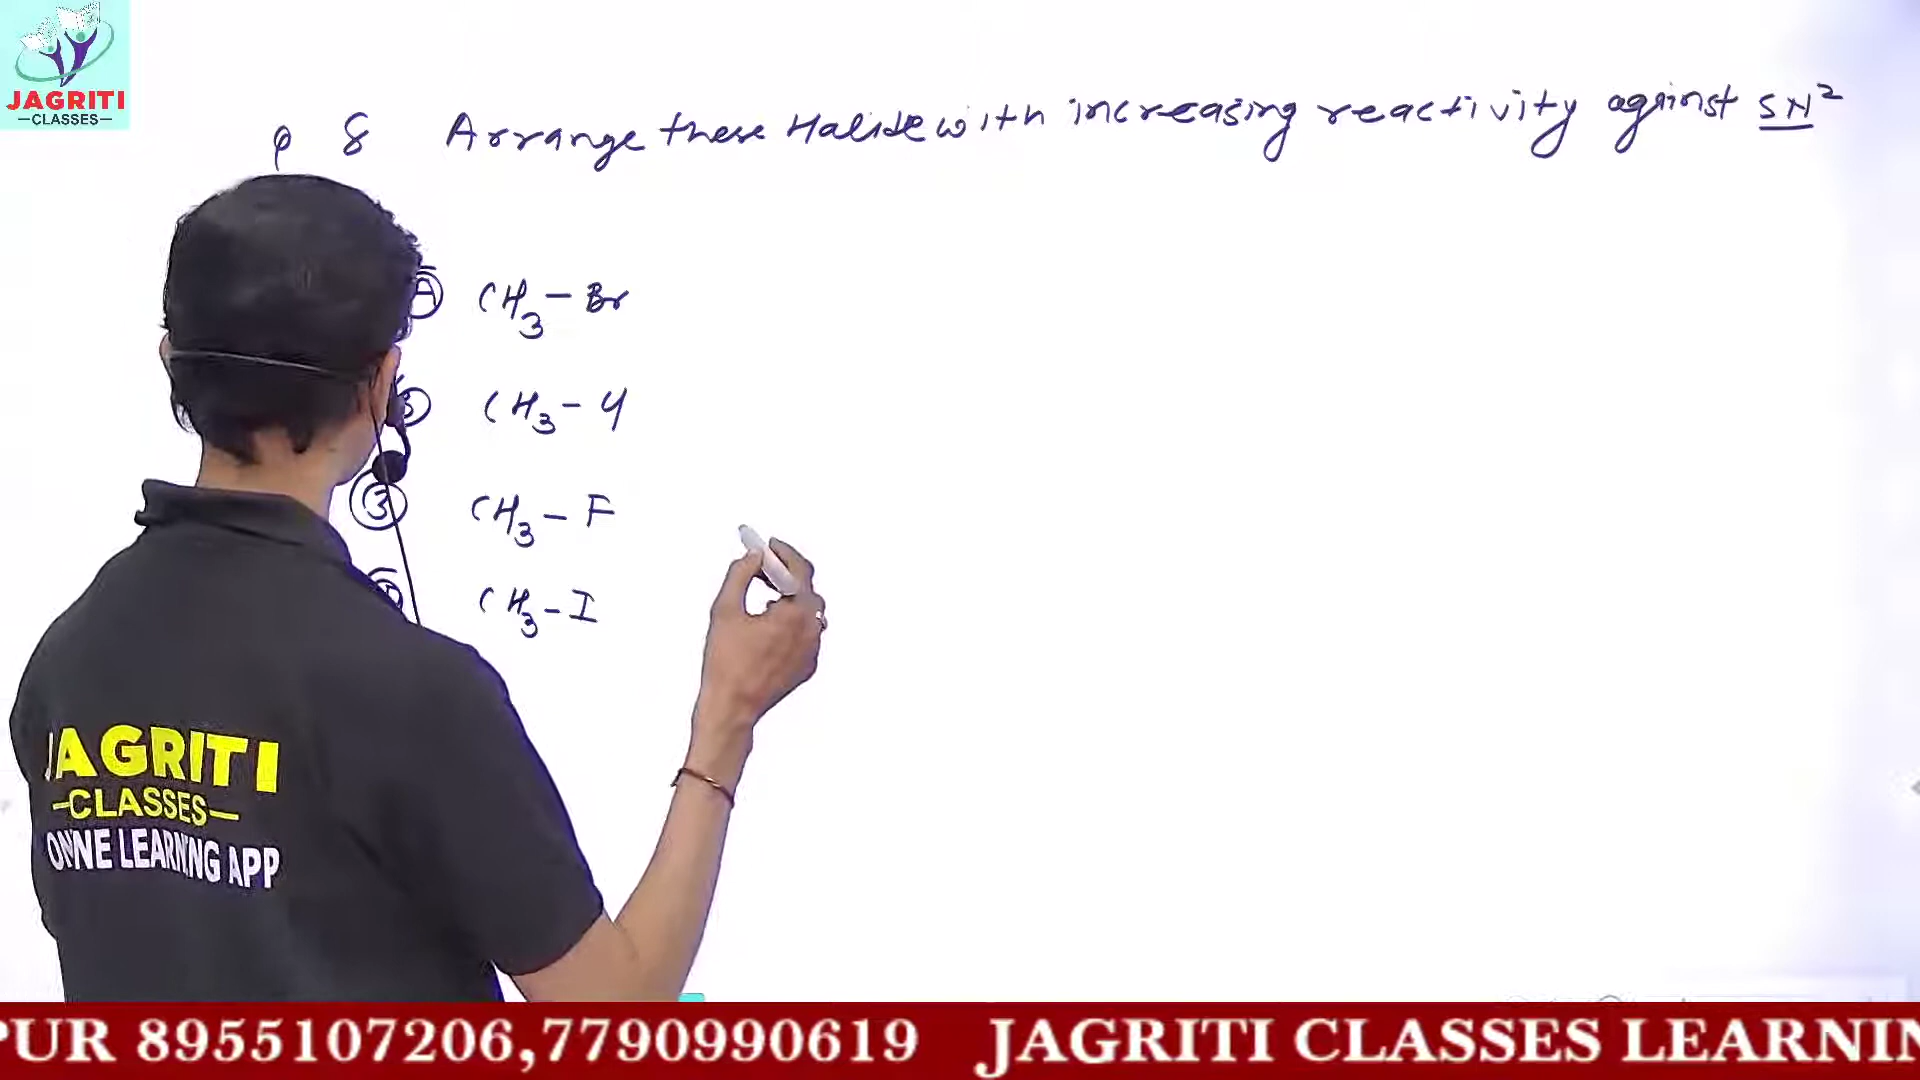 JAGRITI
—CLASSES—
Q 8 Arrange these Halide with increasing reactivity against SN²
A CH₃ – Br
CH₃ – Cl
3 CH₃ – F
CH₃ – I
JAGRITI
—CLASSES—
LEARNING APP
PUR 8955107206,7790990619 JAGRITI CLASSES LEARNIN